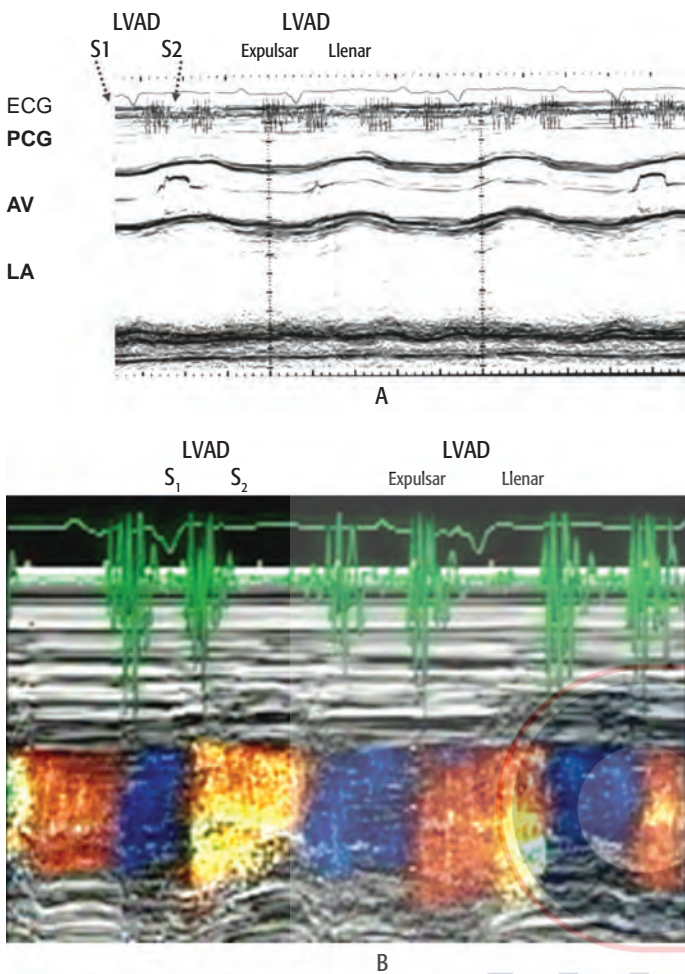 LVAD LVAD
S1 S2 Expulsar Llenar
ECG
PCG
AV
LA
A
LVAD LVAD
S1 S2 Expulsar Llenar
B